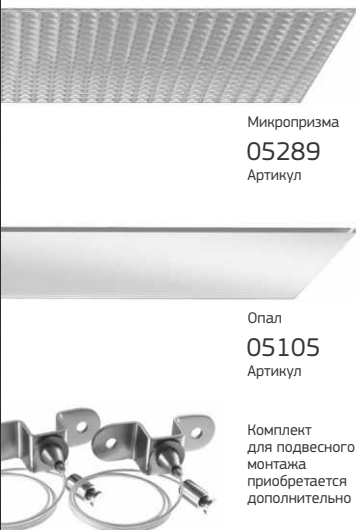 Микропризма
05289
Артикул
Опал
05105
Артикул
Комплект
для подвесного
монтажа
приобретается
дополнительно